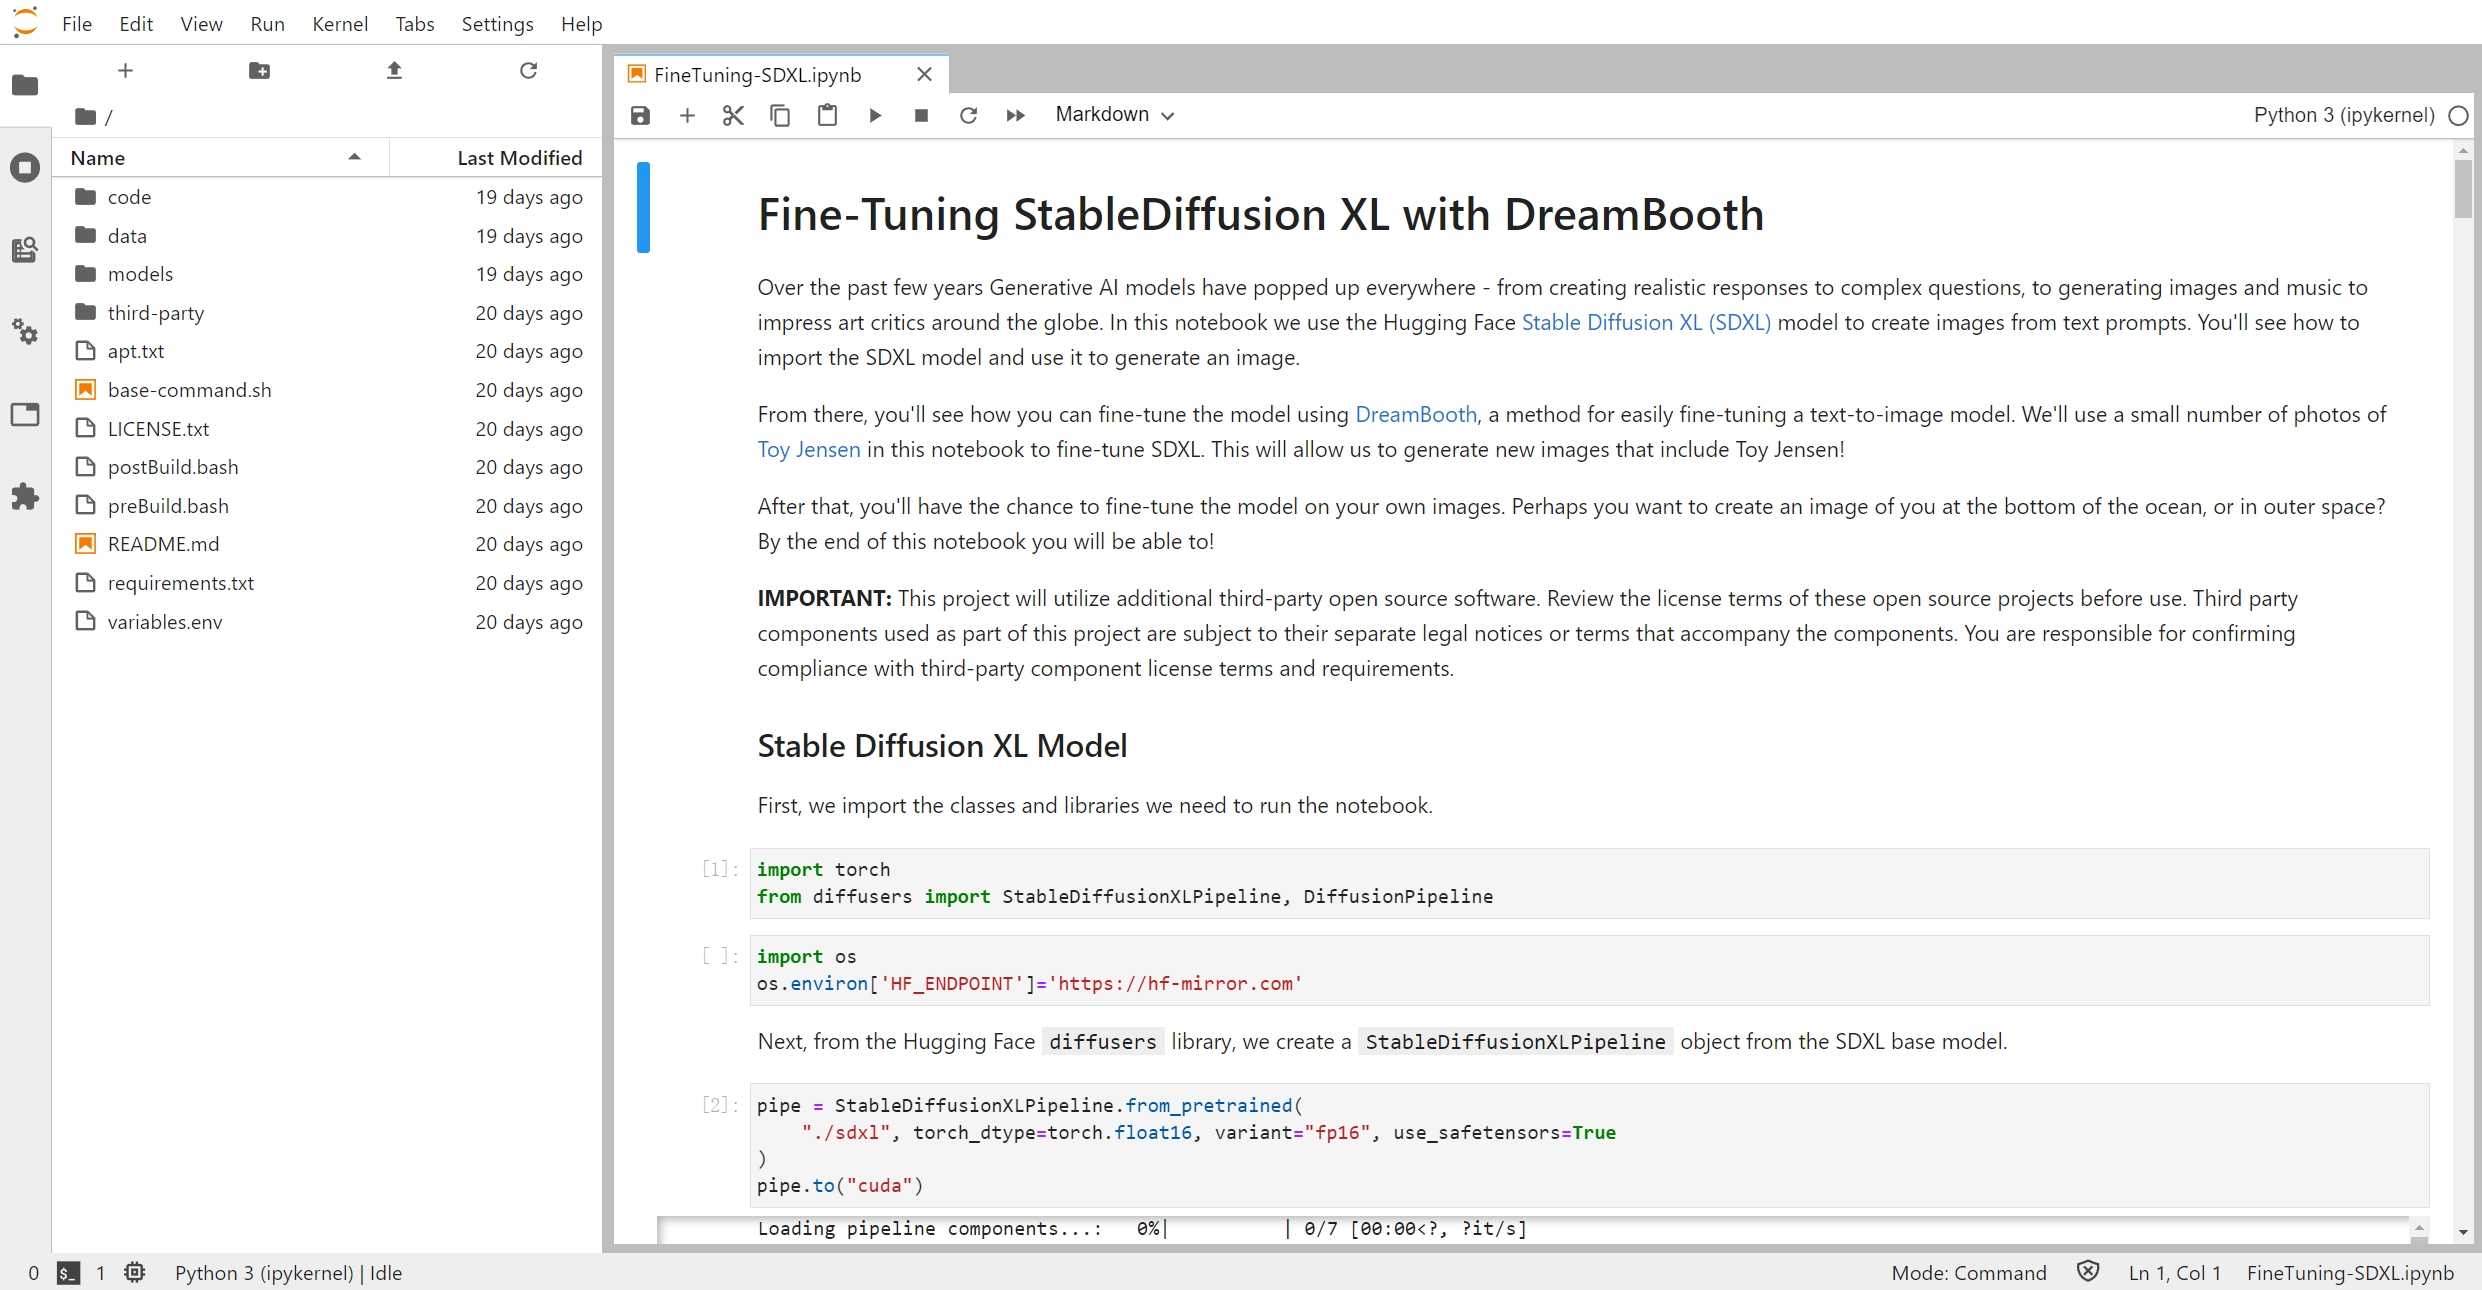 File Edit View Run Kernel Tabs Settings Help
/
Name Last Modified
code 19 days ago
data 19 days ago
models 19 days ago
third-party 20 days ago
apt.txt 20 days ago
base-command.sh 20 days ago
LICENSE.txt 20 days ago
postBuild.bash 20 days ago
preBuild.bash 20 days ago
README.md 20 days ago
requirements.txt 20 days ago
variables.env 20 days ago
FineTuning-SDXL.ipynb
Markdown Python 3 (ipykernel)
Fine-Tuning StableDiffusion XL with DreamBooth
Over the past few years Generative AI models have popped up everywhere - from creating realistic responses to complex questions, to generating images and music to
impress art critics around the globe. In this notebook we use the Hugging Face Stable Diffusion XL (SDXL) model to create images from text prompts. You'll see how to
import the SDXL model and use it to generate an image.
From there, you'll see how you can fine-tune the model using DreamBooth, a method for easily fine-tuning a text-to-image model. We'll use a small number of photos of
Toy Jensen in this notebook to fine-tune SDXL. This will allow us to generate new images that include Toy Jensen!
After that, you'll have the chance to fine-tune the model on your own images. Perhaps you want to create an image of you at the bottom of the ocean, or in outer space?
By the end of this notebook you will be able to!
IMPORTANT: This project will utilize additional third-party open source software. Review the license terms of these open source projects before use. Third party
components used as part of this project are subject to their separate legal notices or terms that accompany the components. You are responsible for confirming
compliance with third-party component license terms and requirements.
Stable Diffusion XL Model
First, we import the classes and libraries we need to run the notebook.
[1]: import torch
from diffusers import StableDiffusionXLPipeline, DiffusionPipeline
[ ]: import os
os.environ['HF_ENDPOINT']='https://hf-mirror.com'
Next, from the Hugging Face diffusers library, we create a StableDiffusionXLPipeline object from the SDXL base model.
[2]: pipe = StableDiffusionXLPipeline.from_pretrained(
    "./sdxl", torch_dtype=torch.float16, variant="fp16", use_safetensors=True
)
pipe.to("cuda")
Loading pipeline components...:   0%|          | 0/7 [00:00<?, ?it/s]
0 $_ 1 Python 3 (ipykernel) | Idle Mode: Command Ln 1, Col 1 FineTuning-SDXL.ipynb